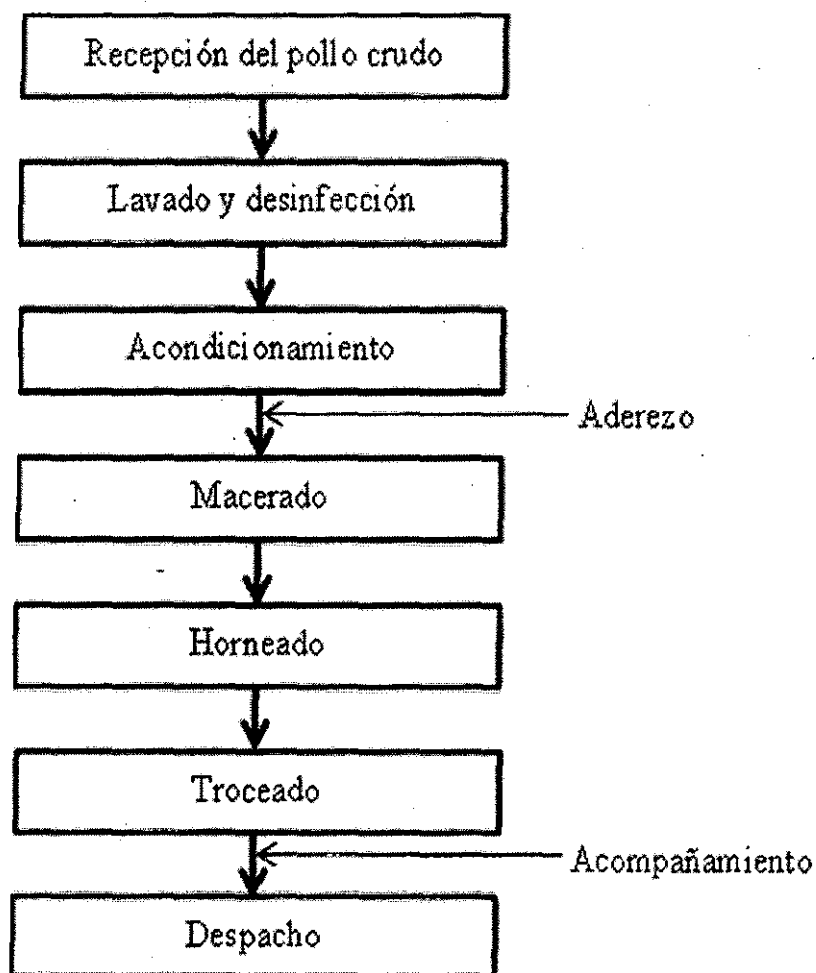 Recepción del pollo crudo
Lavado y desinfección
Acondicionamiento
Aderezo
Macerado
Horneado
Troceado
Acompañamiento
Despacho